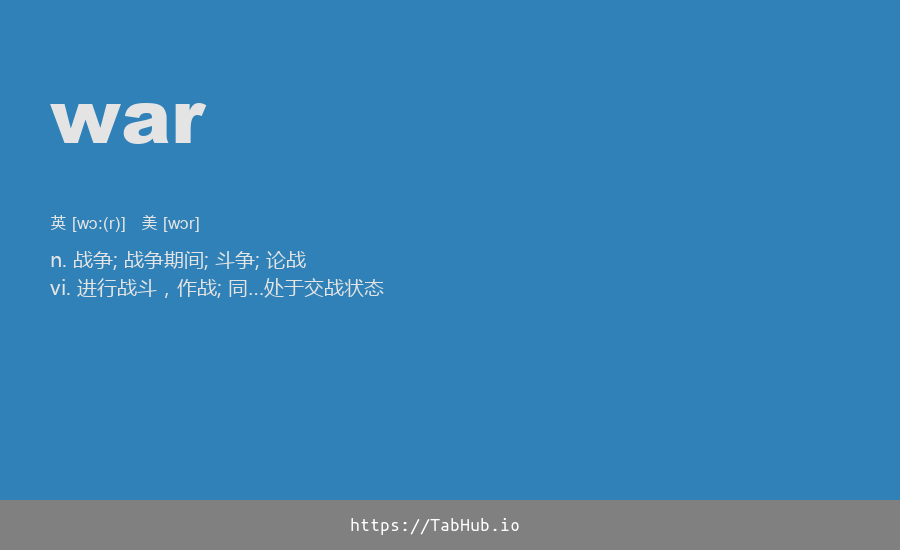 war
英 [wɔː(r)] 美 [wɔr]
n. 战争; 战争期间; 斗争; 论战
vi. 进行战斗，作战; 同...处于交战状态
https://TabHub.io